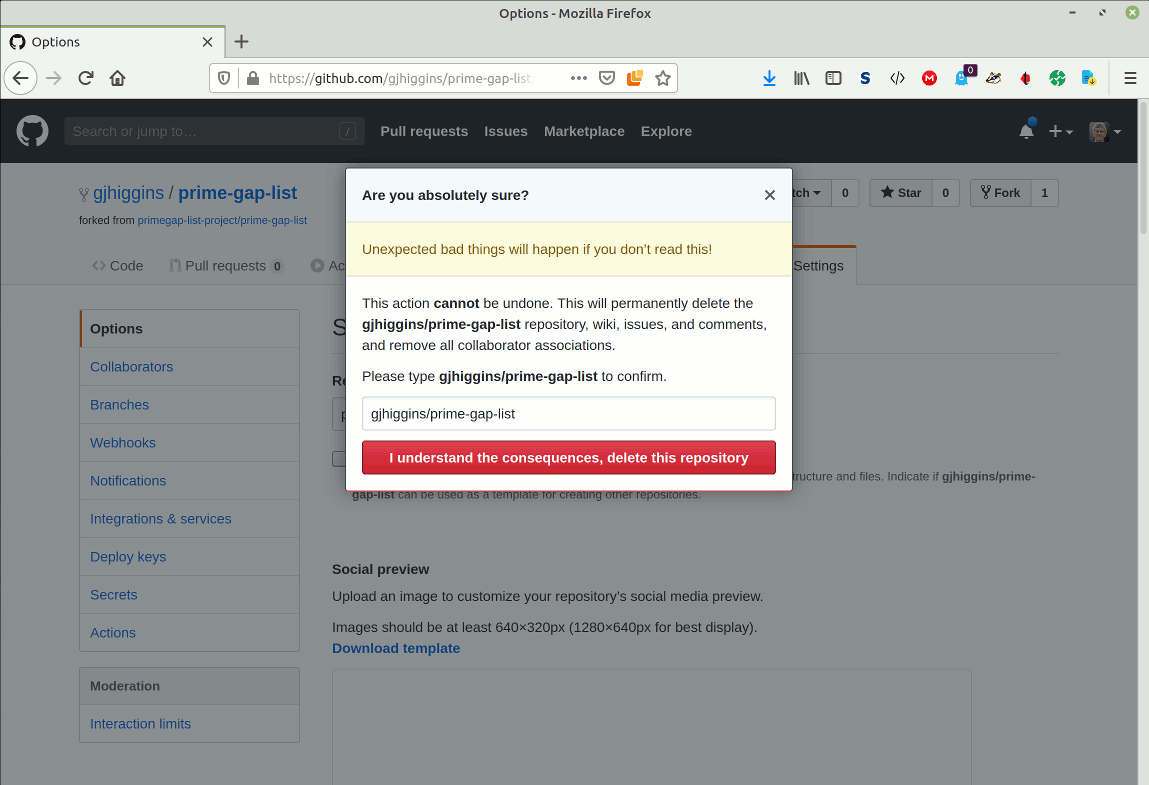 Options - Mozilla Firefox
Options
https://github.com/gjhiggins/prime-gap-list
0
Search or jump to… /
Pull requests Issues Marketplace Explore
gjhiggins / prime-gap-list
forked from primegap-list-project/prime-gap-list
tch 0 Star 0 Fork 1
Code Pull requests 0 Ac Settings
Are you absolutely sure?
Unexpected bad things will happen if you don’t read this!
This action cannot be undone. This will permanently delete the
gjhiggins/prime-gap-list repository, wiki, issues, and comments,
and remove all collaborator associations.
Please type gjhiggins/prime-gap-list to confirm.
gjhiggins/prime-gap-list
I understand the consequences, delete this repository
Options
Collaborators
Branches
Webhooks
Notifications
Integrations & services
Deploy keys
Secrets
Actions
Moderation
Interaction limits
S
Re
ructure and files. Indicate if gjhiggins/prime-
gap-list can be used as a template for creating other repositories.
Social preview
Upload an image to customize your repository’s social media preview.
Images should be at least 640×320px (1280×640px for best display).
Download template